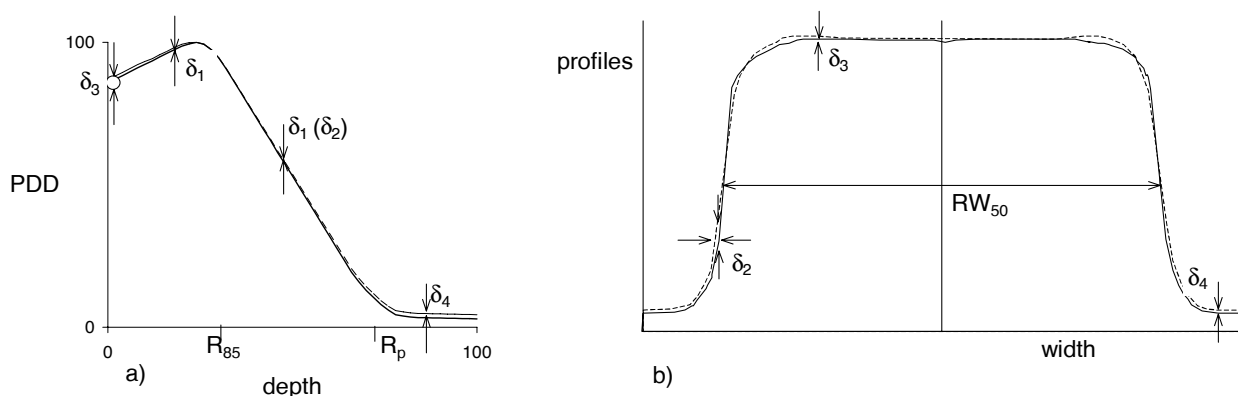 100
δ3
δ1
δ1 (δ2)
PDD
δ4
0
0
R85
Rp
100
a)
depth
profiles
δ3
RW50
δ2
δ4
b)
width